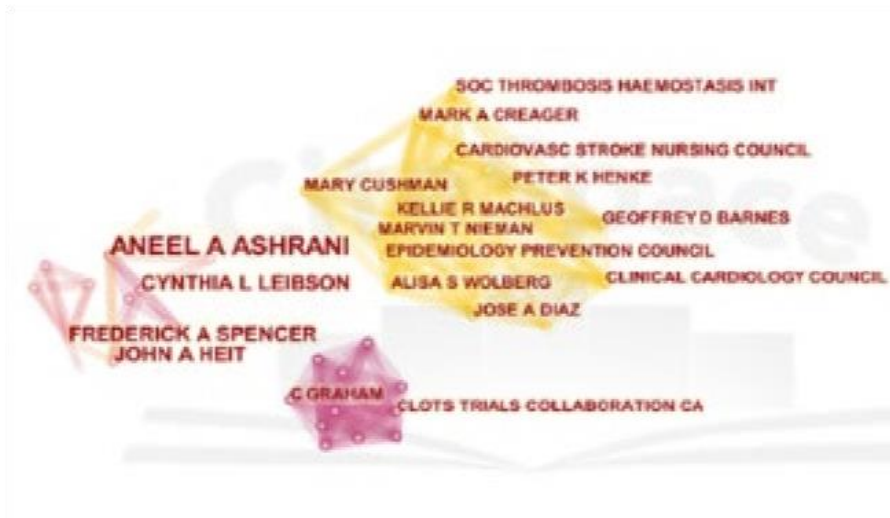 SOC THROMBOSIS HAEMOSTASIS INT
MARK A CREAGER
CARDIOVASC STROKE NURSING COUNCIL
PETER K HENKE
MARY CUSHMAN
KELLIE R MACHLUS
GEOFFREY D BARNES
MARVIN T NIEMAN
ANEEL A ASHRANI
EPIDEMIOLOGY PREVENTION COUNCIL
CYNTHIA L LEIBSON
ALISA S WOLBERG
CLINICAL CARDIOLOGY COUNCIL
JOSE A DIAZ
FREDERICK A SPENCER
JOHN A HEIT
C GRAHAM
CLOTS TRIALS COLLABORATION CA